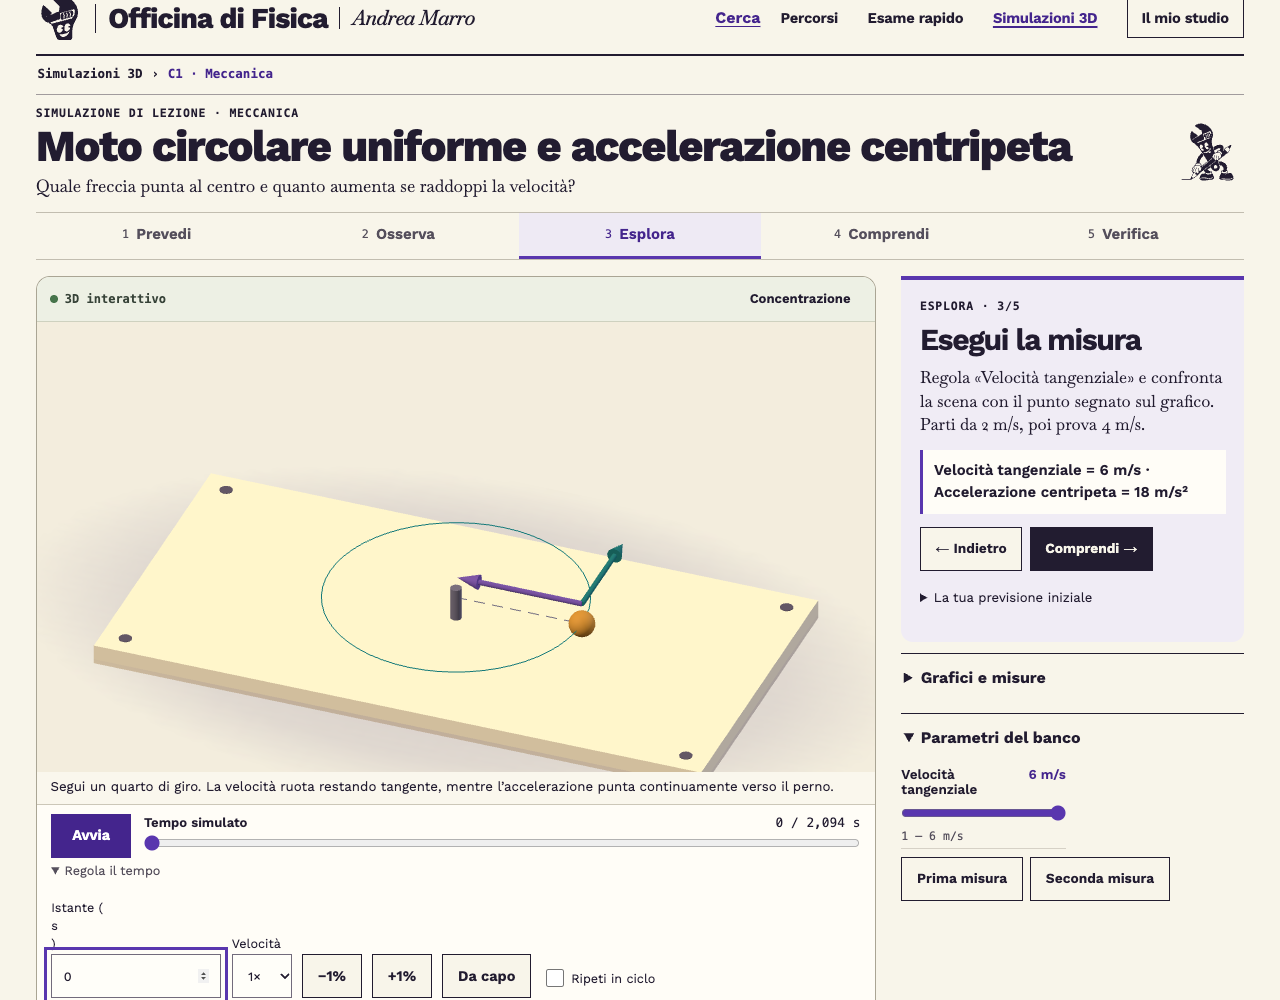 Officina di Fisica
Andrea Marro
Cerca
Percorsi
Esame rapido
Simulazioni 3D
Il mio studio
Simulazioni 3D › C1 · Meccanica
SIMULAZIONE DI LEZIONE · MECCANICA
Moto circolare uniforme e accelerazione centripeta
Quale freccia punta al centro e quanto aumenta se raddoppi la velocità?
1 Prevedi
2 Osserva
3 Esplora
4 Comprendi
5 Verifica
3D interattivo
Concentrazione
Segui un quarto di giro. La velocità ruota restando tangente, mentre l’accelerazione punta continuamente verso il perno.
Avvia
Tempo simulato
0 / 2,094 s
▼ Regola il tempo
Istante (
s
)
0
Velocità
1×
−1%
+1%
Da capo
Ripeti in ciclo
ESPLORA · 3/5
Esegui la misura
Regola «Velocità tangenziale» e confronta
la scena con il punto segnato sul grafico.
Parti da 2 m/s, poi prova 4 m/s.
Velocità tangenziale = 6 m/s ·
Accelerazione centripeta = 18 m/s²
← Indietro
Comprendi →
▶ La tua previsione iniziale
▶ Grafici e misure
▼ Parametri del banco
Velocità
tangenziale
6 m/s
1 – 6 m/s
Prima misura
Seconda misura